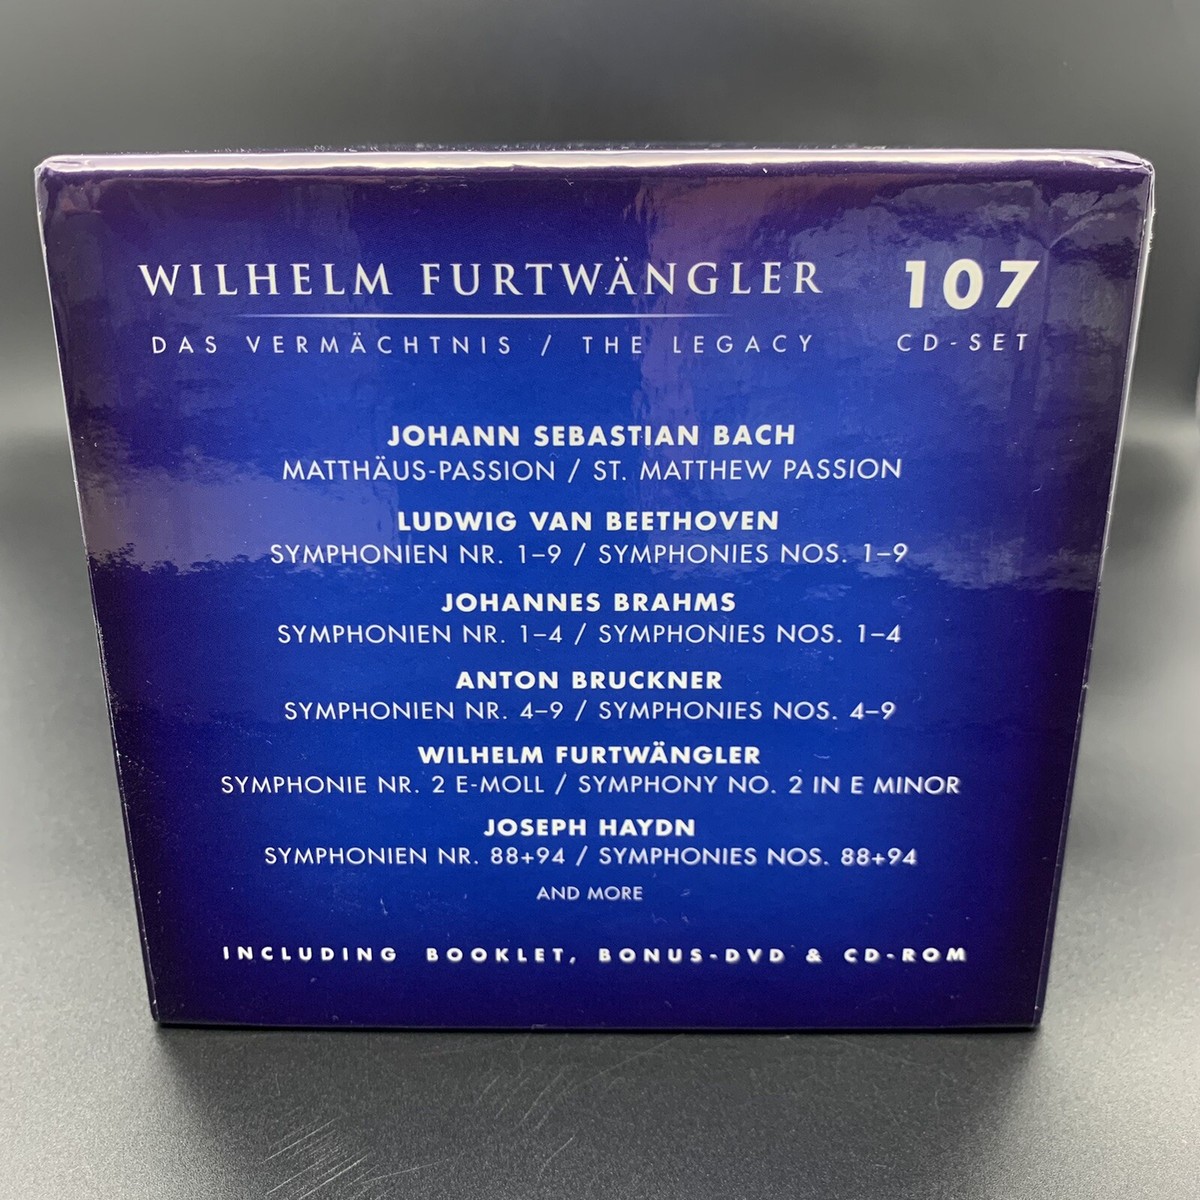 WILHELM FURTWÄNGLER 107
DAS VERMÄCHTNIS / THE LEGACY CD-SET
JOHANN SEBASTIAN BACH
MATTHÄUS-PASSION / ST. MATTHEW PASSION
LUDWIG VAN BEETHOVEN
SYMPHONIEN NR. 1–9 / SYMPHONIES NOS. 1–9
JOHANNES BRAHMS
SYMPHONIEN NR. 1–4 / SYMPHONIES NOS. 1–4
ANTON BRUCKNER
SYMPHONIEN NR. 4–9 / SYMPHONIES NOS. 4–9
WILHELM FURTWÄNGLER
SYMPHONIE NR. 2 E-MOLL / SYMPHONY NO. 2 IN E MINOR
JOSEPH HAYDN
SYMPHONIEN NR. 88+94 / SYMPHONIES NOS. 88+94
AND MORE
INCLUDING BOOKLET, BONUS-DVD & CD-ROM